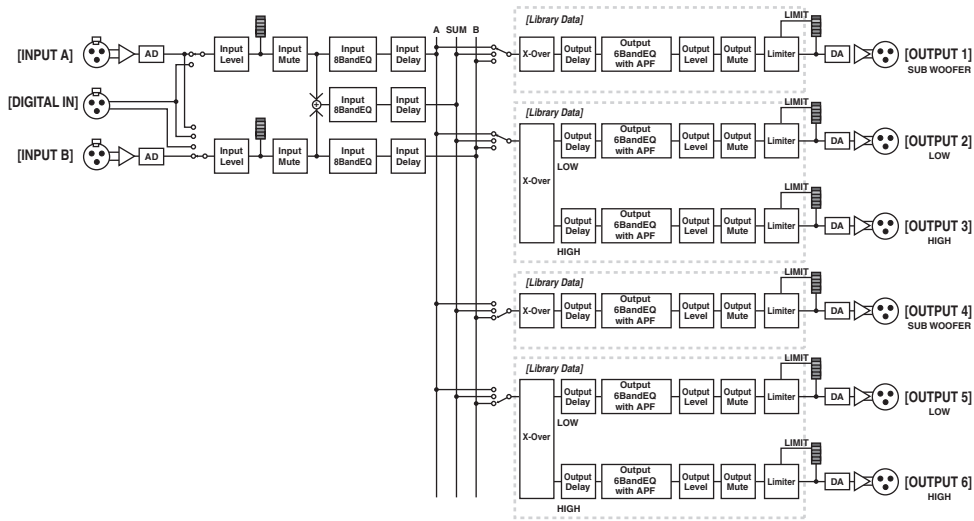 [Library Data]
LIMIT
A SUM B
[INPUT A]
AD
Input Level
Input Mute
Input 8BandEQ
Input Delay
X-Over
Output Delay
Output 6BandEQ with APF
Output Level
Output Mute
Limiter
DA
[OUTPUT 1]
SUB WOOFER
[DIGITAL IN]
Input 8BandEQ
Input Delay
[Library Data]
LIMIT
[INPUT B]
AD
Input Level
Input Mute
Input 8BandEQ
Input Delay
X-Over
Output Delay
Output 6BandEQ with APF
Output Level
Output Mute
Limiter
DA
[OUTPUT 2]
LOW
LOW
LIMIT
Output Delay
Output 6BandEQ with APF
Output Level
Output Mute
Limiter
DA
[OUTPUT 3]
HIGH
HIGH
[Library Data]
LIMIT
X-Over
Output Delay
Output 6BandEQ with APF
Output Level
Output Mute
Limiter
DA
[OUTPUT 4]
SUB WOOFER
[Library Data]
LIMIT
X-Over
Output Delay
Output 6BandEQ with APF
Output Level
Output Mute
Limiter
DA
[OUTPUT 5]
LOW
LOW
LIMIT
Output Delay
Output 6BandEQ with APF
Output Level
Output Mute
Limiter
DA
[OUTPUT 6]
HIGH
HIGH